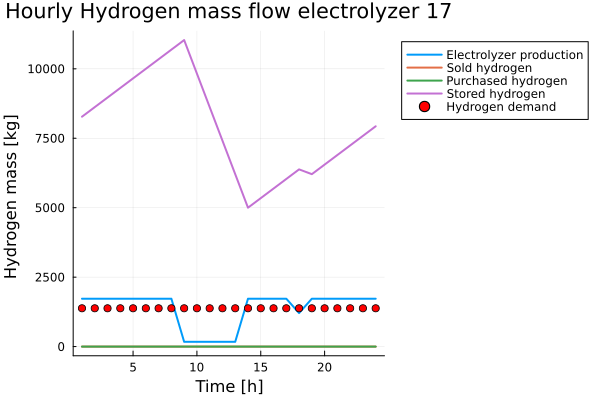 Hourly Hydrogen mass flow electrolyzer 17
Electrolyzer production
Sold hydrogen
Purchased hydrogen
Stored hydrogen
Hydrogen demand
Hydrogen mass [kg]
10000
7500
5000
2500
0
5
10
15
20
Time [h]